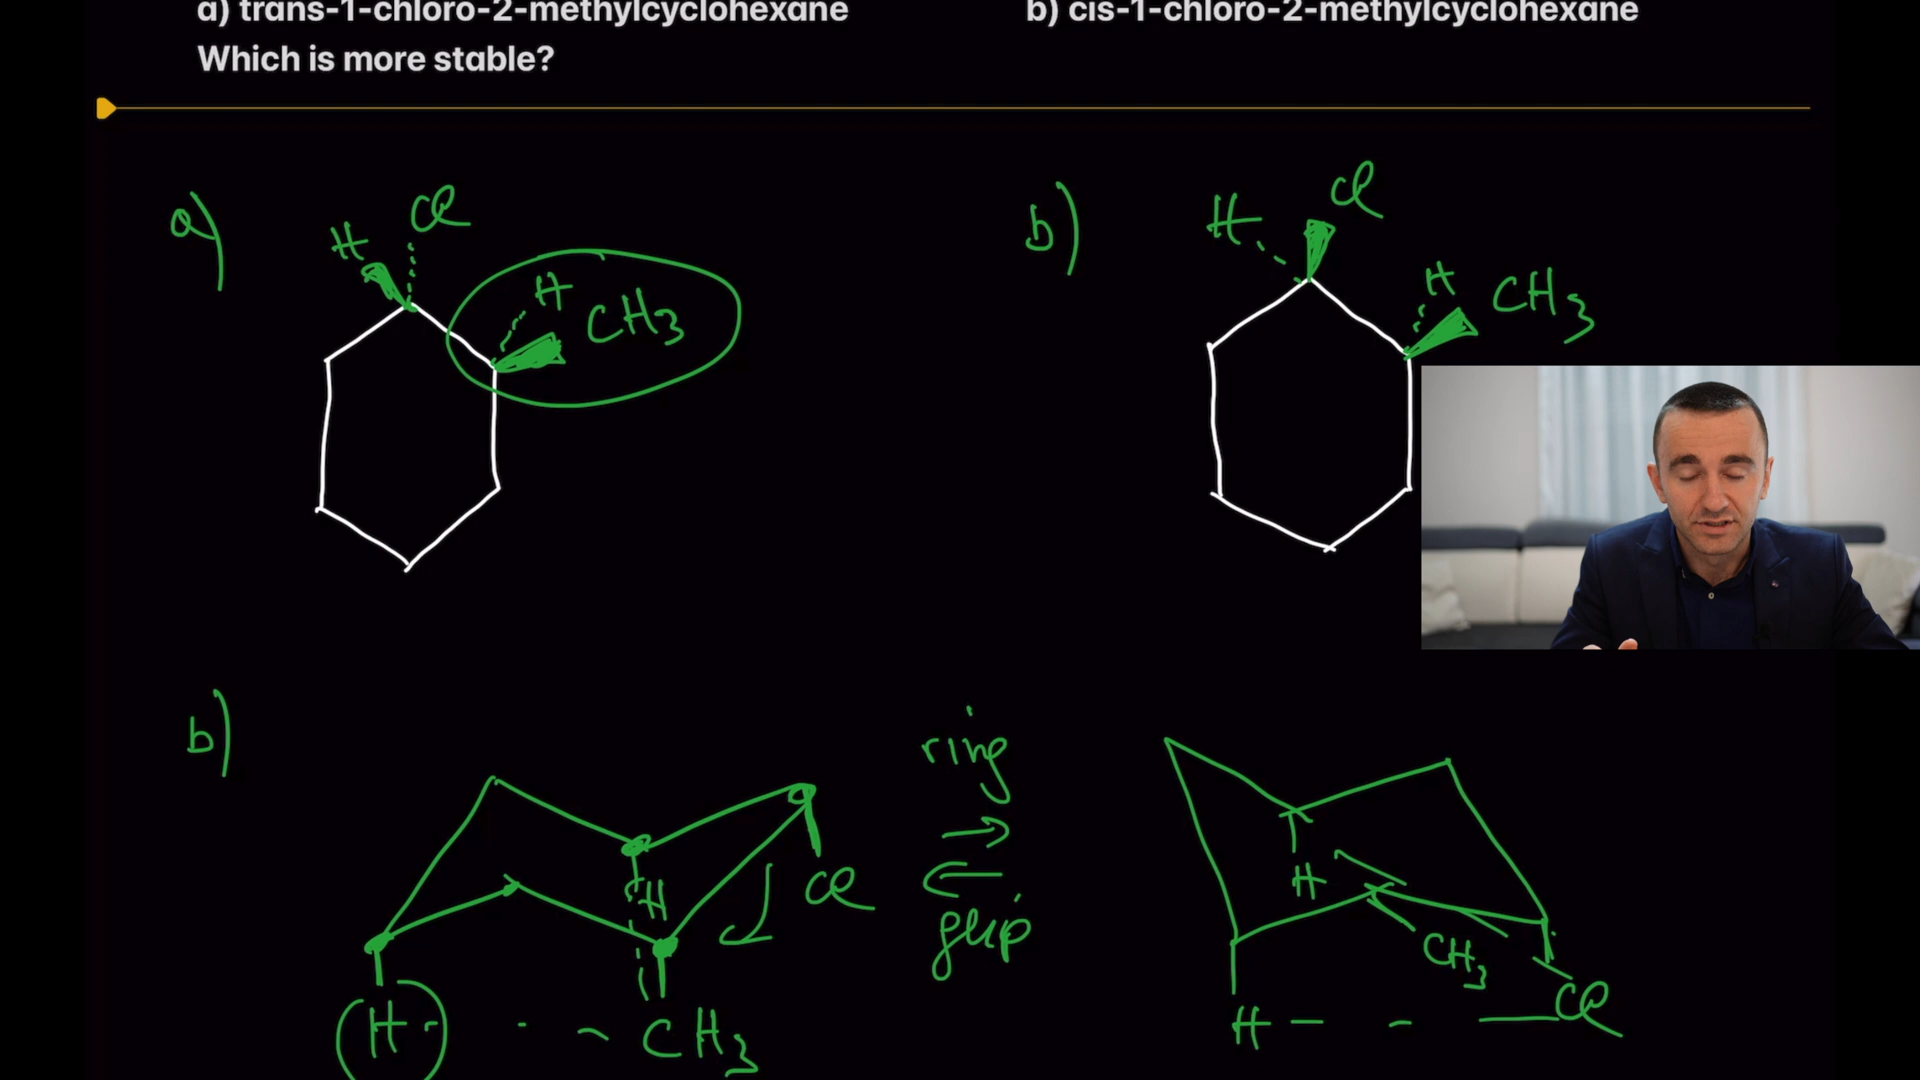 a) trans-1-chloro-2-methylcyclohexane b) cis-1-chloro-2-methylcyclohexane
Which is more stable?
a)
H Cl
H CH3
b)
H Cl
H CH3
b)
H
Cl
H CH3
ring
flip
H
CH3
H Cl